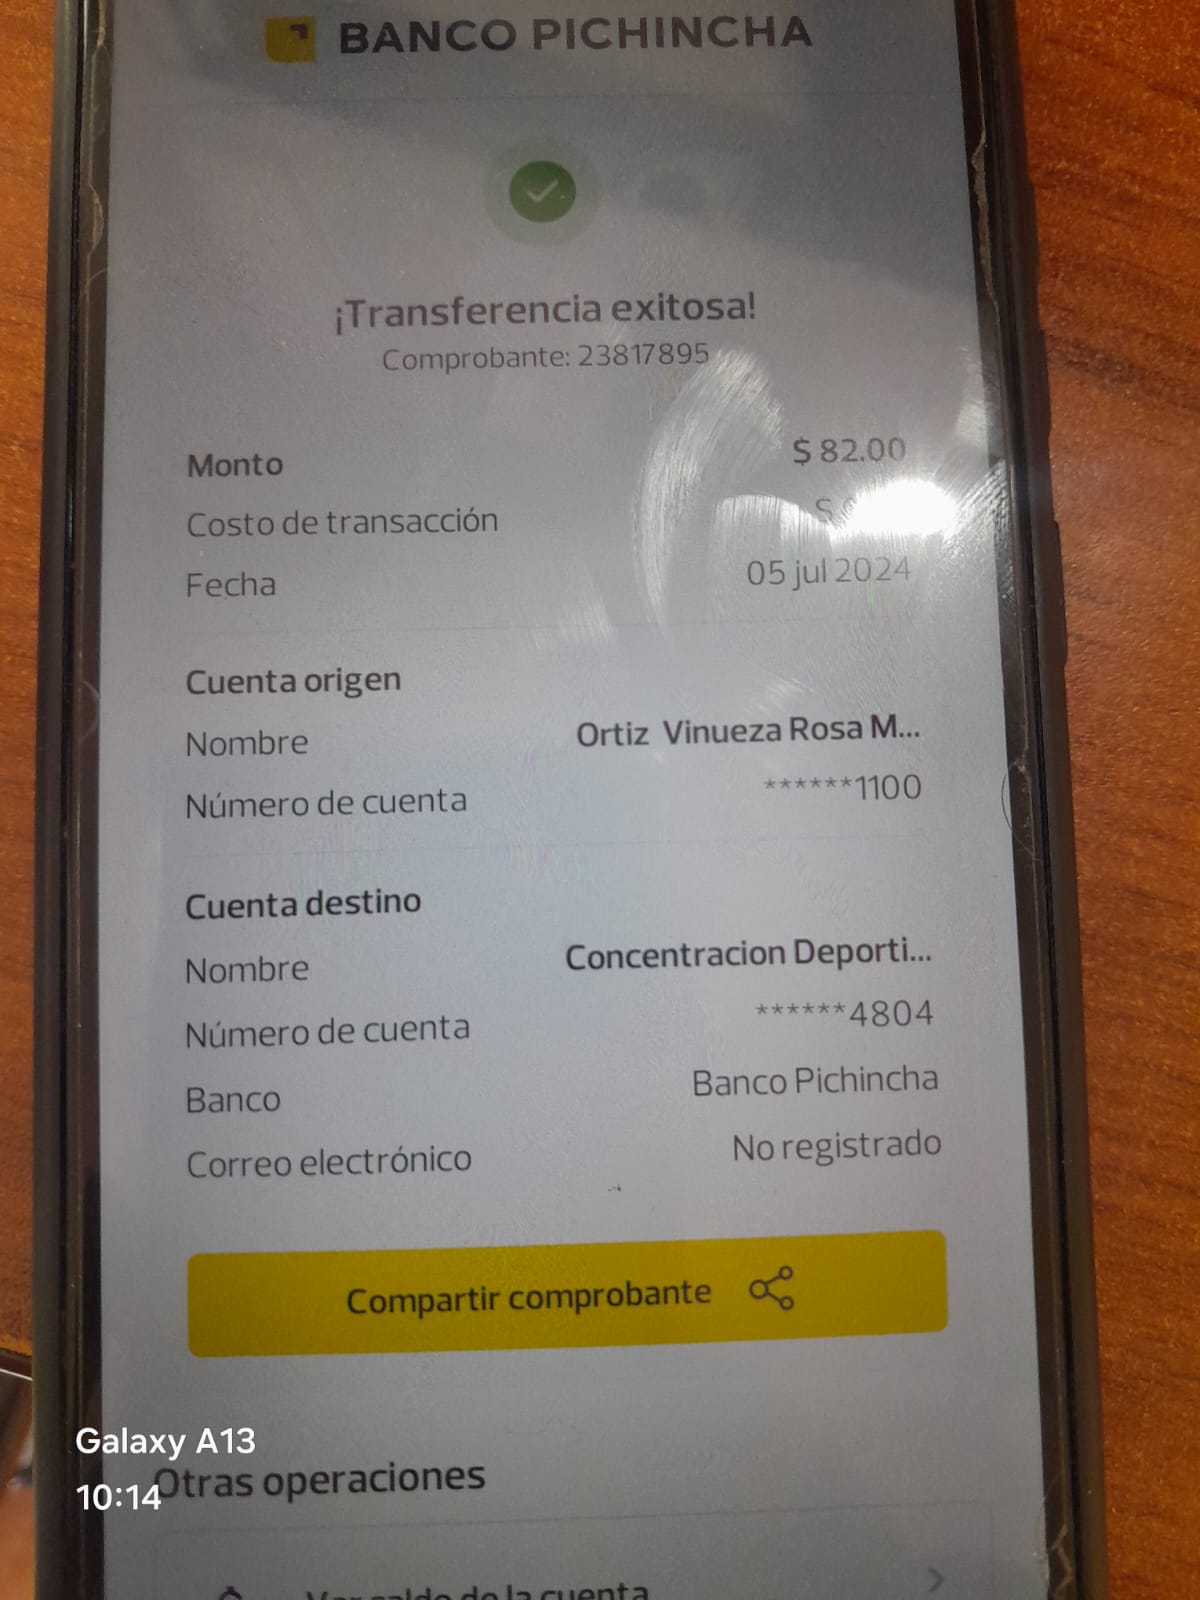 BANCO PICHINCHA
¡Transferencia exitosa!
Comprobante: 23817895
Monto $ 82.00
Costo de transacción $
Fecha 05 jul 2024
Cuenta origen
Nombre Ortiz Vinueza Rosa M...
Número de cuenta ******1100
Cuenta destino
Nombre Concentracion Deporti...
Número de cuenta ******4804
Banco Banco Pichincha
Correo electrónico No registrado
Compartir comprobante
Galaxy A13
Otras operaciones
10:14
Ver saldo de la cuenta